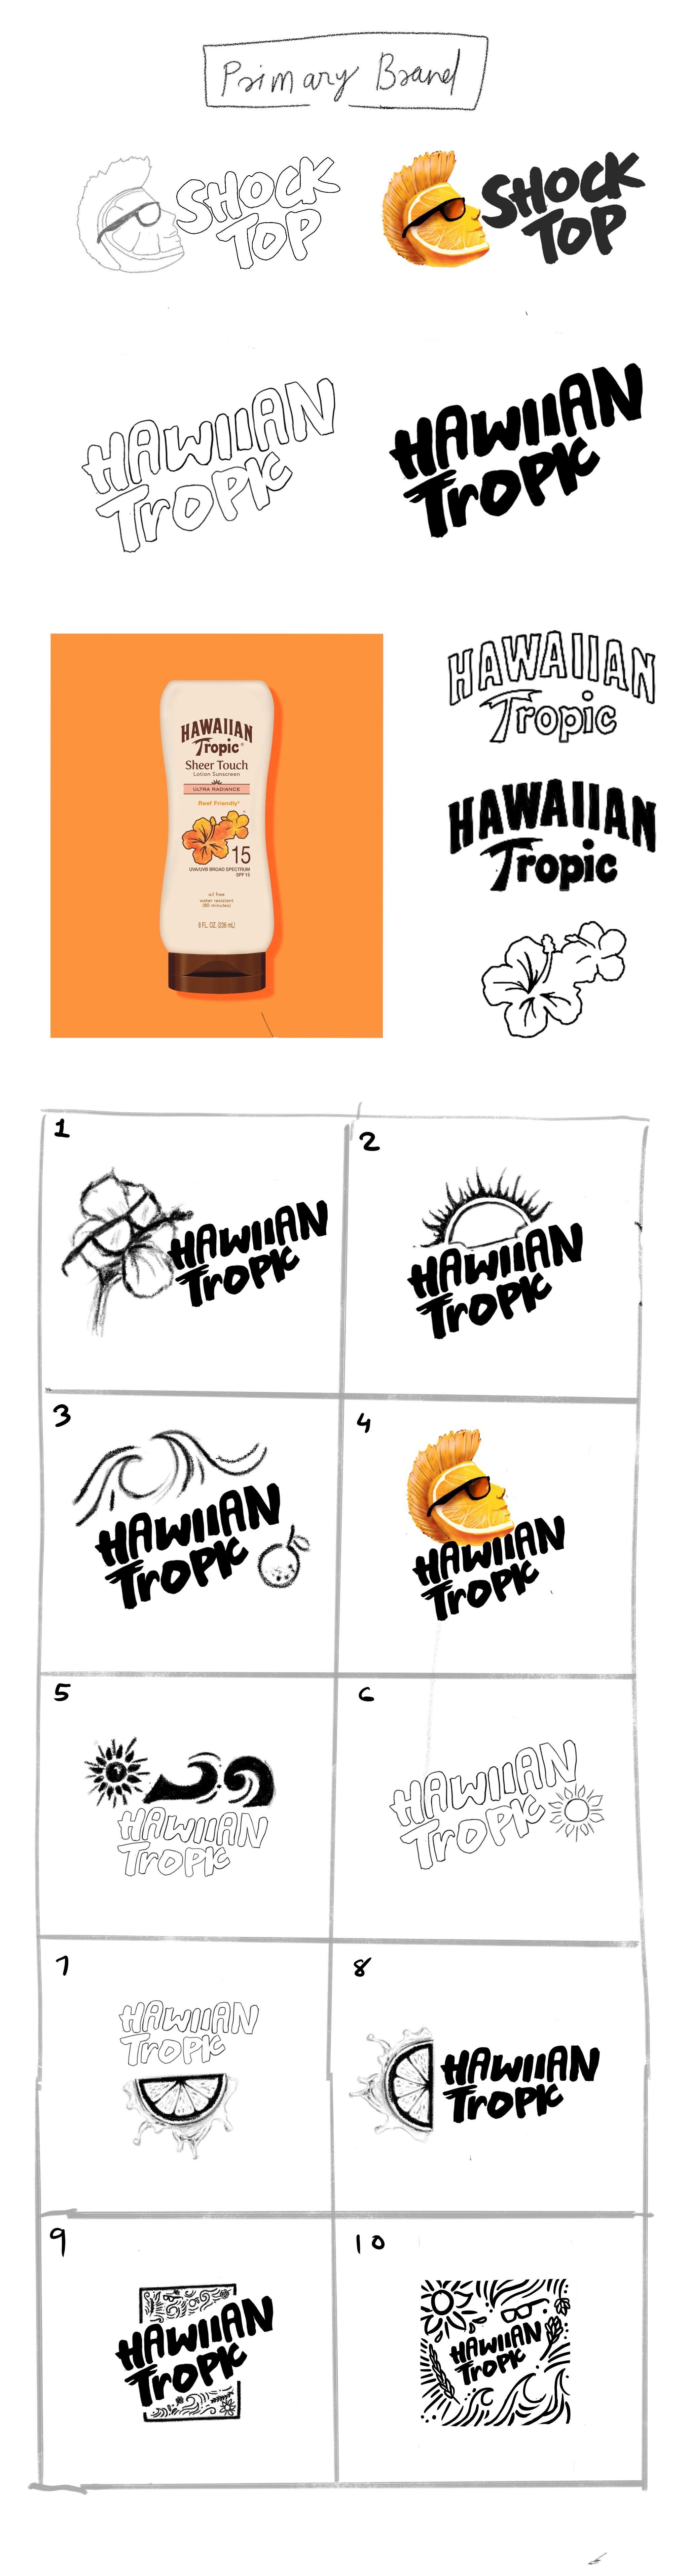 Primary Brand
SHOCK
TOP
SHOCK
TOP
HAWIIAN
TROPIC
HAWIIAN
TROPIC
HAWAIIAN
Tropic®
Sheer Touch
Lotion Sunscreen
ULTRA RADIANCE
Reef Friendly*
15
UVA/UVB BROAD SPECTRUM
SPF 15
oil free
water resistant
(80 minutes)
8 FL. OZ. (236 mL)
HAWAIIAN
Tropic
HAWAIIAN
Tropic
1
HAWIIAN
TROPIC
2
HAWIIAN
TROPIC
3
HAWIIAN
TROPIC
4
HAWIIAN
TROPIC
5
HAWIIAN
TROPIC
6
HAWIIAN
TROPIC
7
HAWIIAN
TROPIC
8
HAWIIAN
TROPIC
9
HAWIIAN
TROPIC
10
HAWIIAN
TROPIC